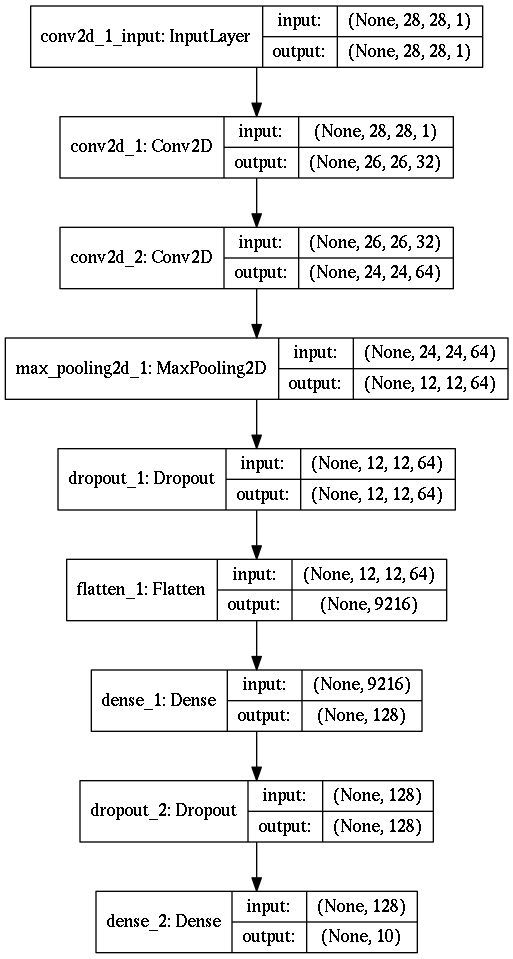 conv2d_1_input: InputLayer
input: (None, 28, 28, 1)
output: (None, 28, 28, 1)
conv2d_1: Conv2D
input: (None, 28, 28, 1)
output: (None, 26, 26, 32)
conv2d_2: Conv2D
input: (None, 26, 26, 32)
output: (None, 24, 24, 64)
max_pooling2d_1: MaxPooling2D
input: (None, 24, 24, 64)
output: (None, 12, 12, 64)
dropout_1: Dropout
input: (None, 12, 12, 64)
output: (None, 12, 12, 64)
flatten_1: Flatten
input: (None, 12, 12, 64)
output: (None, 9216)
dense_1: Dense
input: (None, 9216)
output: (None, 128)
dropout_2: Dropout
input: (None, 128)
output: (None, 128)
dense_2: Dense
input: (None, 128)
output: (None, 10)